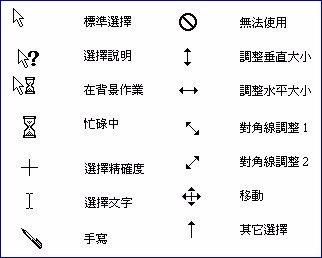 標準選擇
選擇說明
在背景作業
忙碌中
選擇精確度
選擇文字
手寫
無法使用
調整垂直大小
調整水平大小
對角線調整 1
對角線調整 2
移動
其它選擇